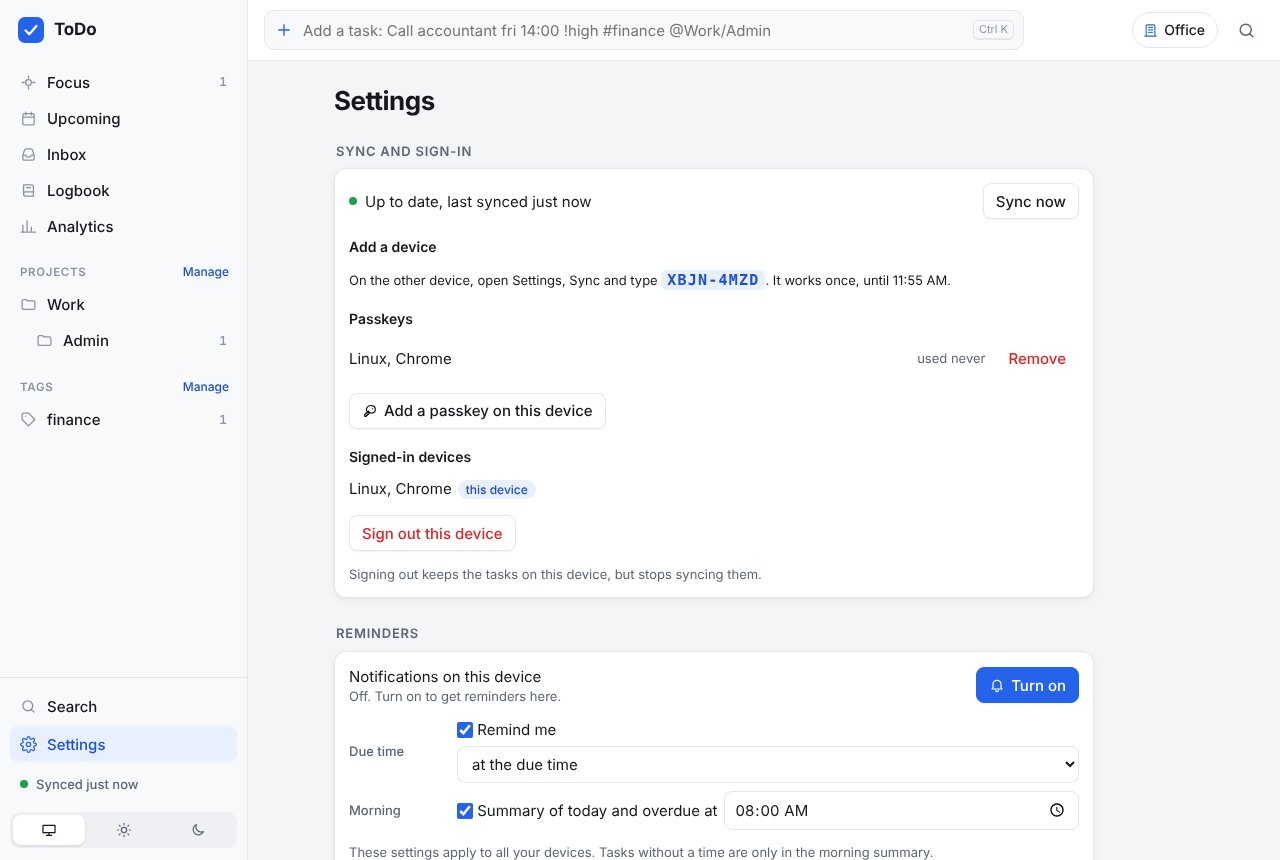 ToDo
Add a task: Call accountant fri 14:00 !high #finance @Work/Admin
Ctrl K
Office
Focus 1
Upcoming
Inbox
Logbook
Analytics
PROJECTS Manage
Work
Admin 1
TAGS Manage
finance 1
Search
Settings
Synced just now
Settings
SYNC AND SIGN-IN
Up to date, last synced just now
Sync now
Add a device
On the other device, open Settings, Sync and type XBJN-4MZD. It works once, until 11:55 AM.
Passkeys
Linux, Chrome used never Remove
Add a passkey on this device
Signed-in devices
Linux, Chrome this device
Sign out this device
Signing out keeps the tasks on this device, but stops syncing them.
REMINDERS
Notifications on this device
Off. Turn on to get reminders here.
Turn on
Remind me
Due time
at the due time
Morning Summary of today and overdue at 08:00 AM
These settings apply to all your devices. Tasks without a time are only in the morning summary.